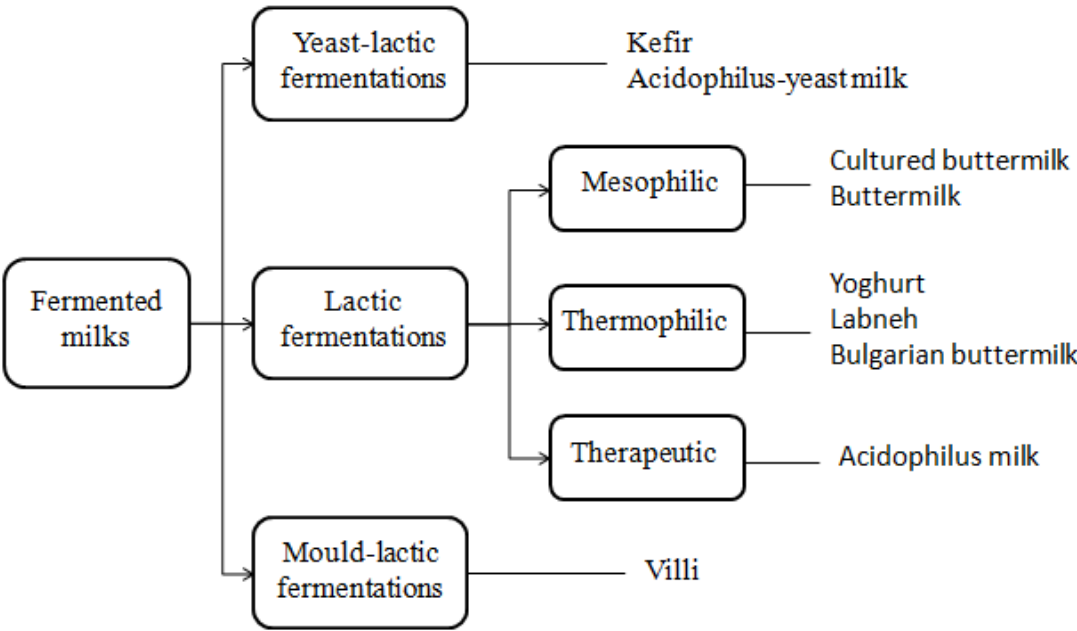 Yeast-lactic
fermentations
Kefir
Acidophilus-yeast milk
Mesophilic
Cultured buttermilk
Buttermilk
Fermented
milks
Lactic
fermentations
Thermophilic
Yoghurt
Labneh
Bulgarian buttermilk
Therapeutic
Acidophilus milk
Mould-lactic
fermentations
Villi